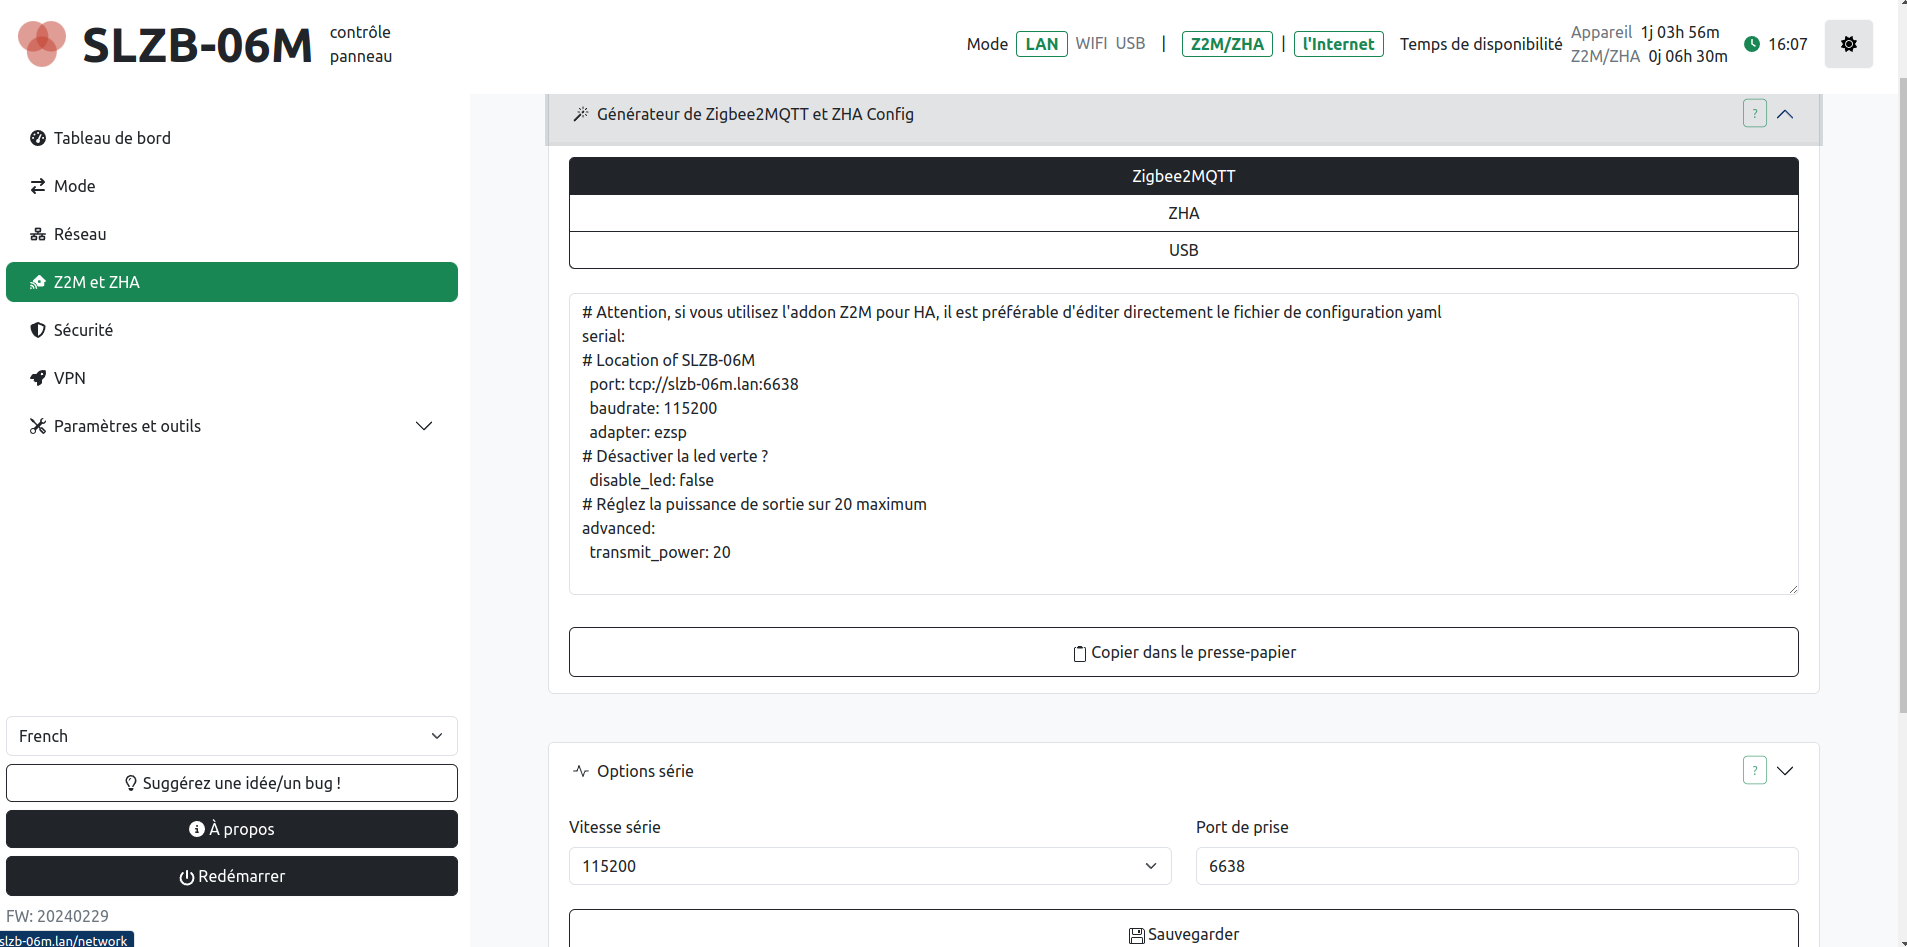 SLZB-06M
contrôle
panneau
Mode LAN WIFI USB | Z2M/ZHA | l'Internet Temps de disponibilité
Appareil 1j 03h 56m
Z2M/ZHA 0j 06h 30m
16:07
Tableau de bord
Mode
Réseau
Z2M et ZHA
Sécurité
VPN
Paramètres et outils
French
Suggérez une idée/un bug !
À propos
Redémarrer
FW: 20240229
slzb-06m.lan/network
Générateur de Zigbee2MQTT et ZHA Config ?
Zigbee2MQTT
ZHA
USB
# Attention, si vous utilisez l'addon Z2M pour HA, il est préférable d'éditer directement le fichier de configuration yaml
serial:
# Location of SLZB-06M
port: tcp://slzb-06m.lan:6638
baudrate: 115200
adapter: ezsp
# Désactiver la led verte ?
disable_led: false
# Réglez la puissance de sortie sur 20 maximum
advanced:
transmit_power: 20
Copier dans le presse-papier
Options série ?
Vitesse série
115200
Port de prise
6638
Sauvegarder